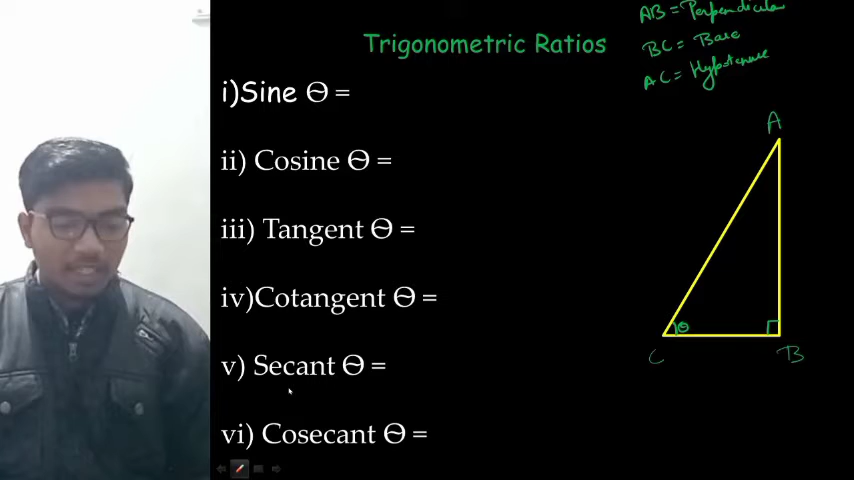 AB = Perpendicular
Trigonometric Ratios
BC = Base
AC = Hypotenuse
i)Sine Θ =
A
ii) Cosine Θ =
iii) Tangent Θ =
iv)Cotangent Θ =
θ
C
B
v) Secant Θ =
vi) Cosecant Θ =